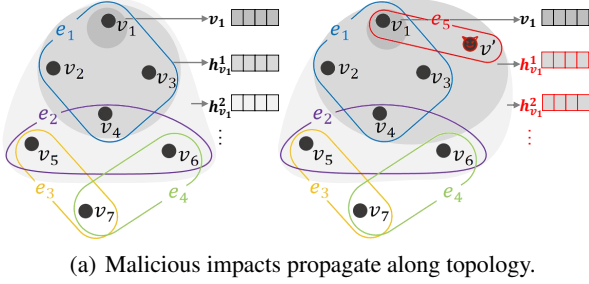 e₁ v₁ v₂ v₃ v₄ e₂ v₅ v₆ e₃ e₄ v₇
v₁
h¹ᵥ₁
h²ᵥ₁
⋮
e₁ v₁ e₅ v' v₂ v₃ v₄ e₂ v₅ v₆ e₃ e₄ v₇
v₁
h¹ᵥ₁
h²ᵥ₁
⋮
(a) Malicious impacts propagate along topology.